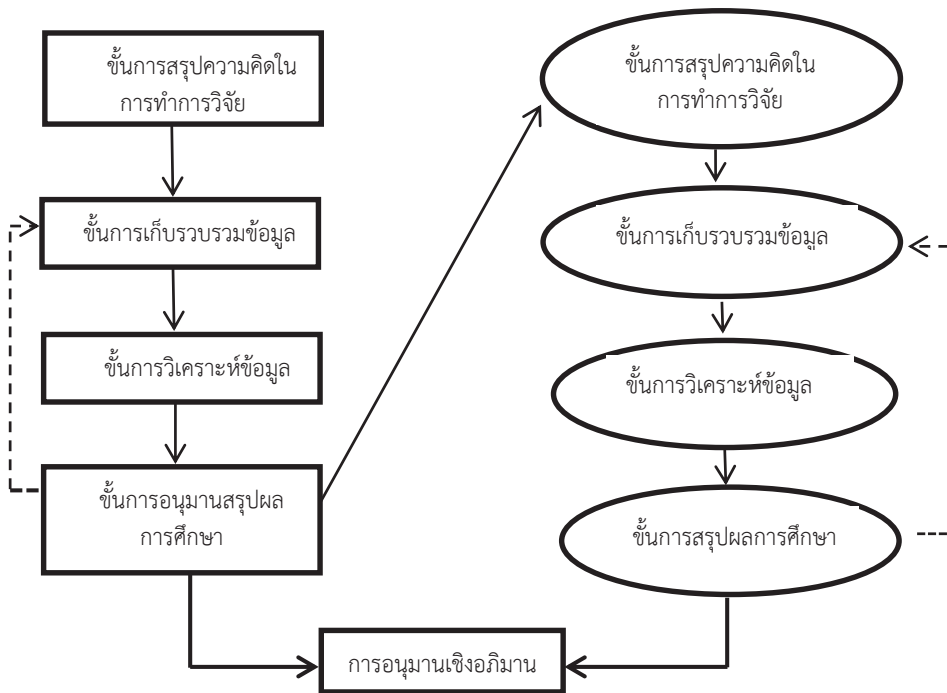 ขั้นการสรุปความคิดใน
การทำการวิจัย
ขั้นการเก็บรวบรวมข้อมูล
ขั้นการวิเคราะห์ข้อมูล
ขั้นการอนุมานสรุปผล
การศึกษา
ขั้นการสรุปความคิดใน
การทำการวิจัย
ขั้นการเก็บรวบรวมข้อมูล
ขั้นการวิเคราะห์ข้อมูล
ขั้นการสรุปผลการศึกษา
การอนุมานเชิงอภิมาน